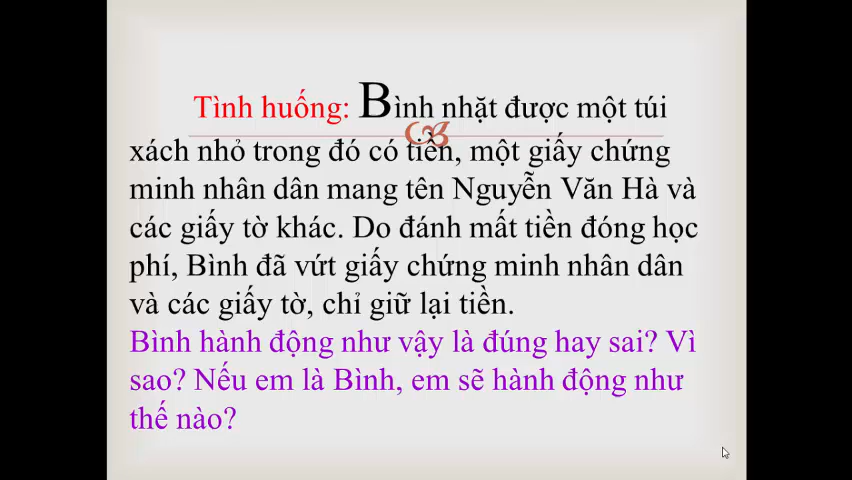 Tình huống: Bình nhặt được một túi
xách nhỏ trong đó có tiền, một giấy chứng
minh nhân dân mang tên Nguyễn Văn Hà và
các giấy tờ khác. Do đánh mất tiền đóng học
phí, Bình đã vứt giấy chứng minh nhân dân
và các giấy tờ, chỉ giữ lại tiền.
Bình hành động như vậy là đúng hay sai? Vì
sao? Nếu em là Bình, em sẽ hành động như
thế nào?